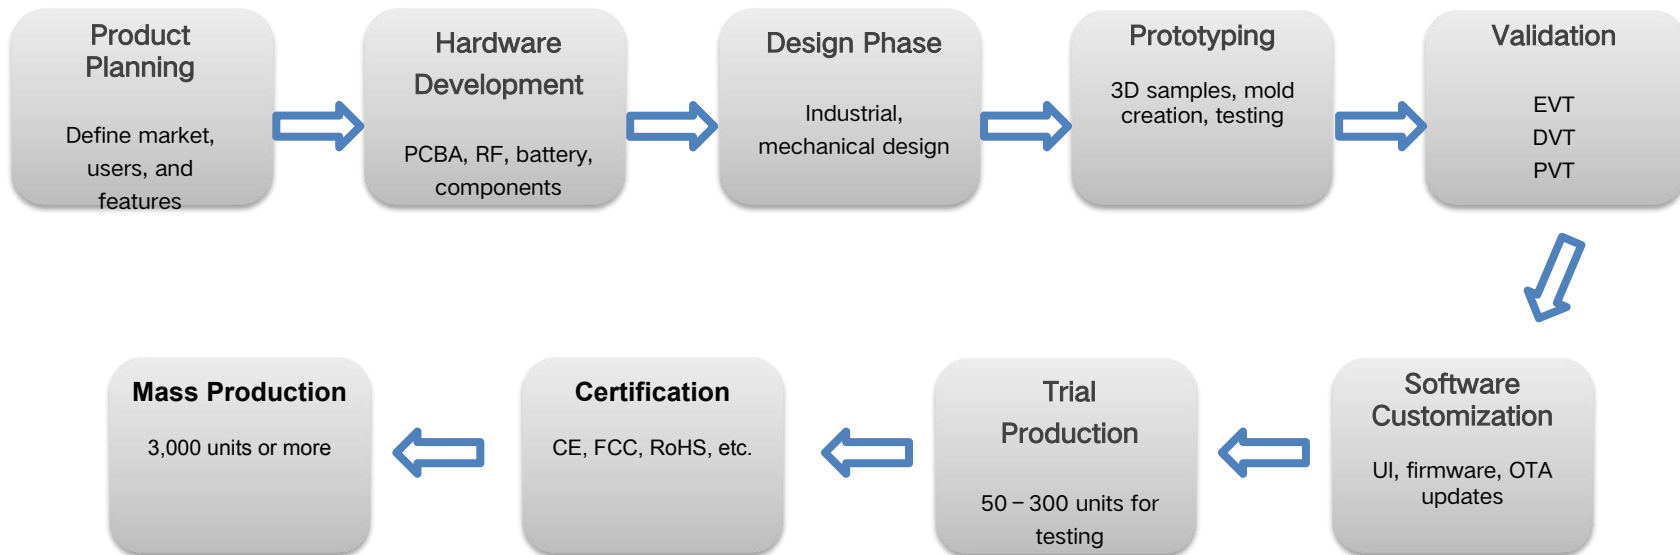 Product
Planning
Define market,
users, and
features
Hardware
Development
PCBA, RF, battery,
components
Design Phase
Industrial,
mechanical design
Prototyping
3D samples, mold
creation, testing
Validation
EVT
DVT
PVT
Software
Customization
UI, firmware, OTA
updates
Trial
Production
50–300 units for
testing
Certification
CE, FCC, RoHS, etc.
Mass Production
3,000 units or more